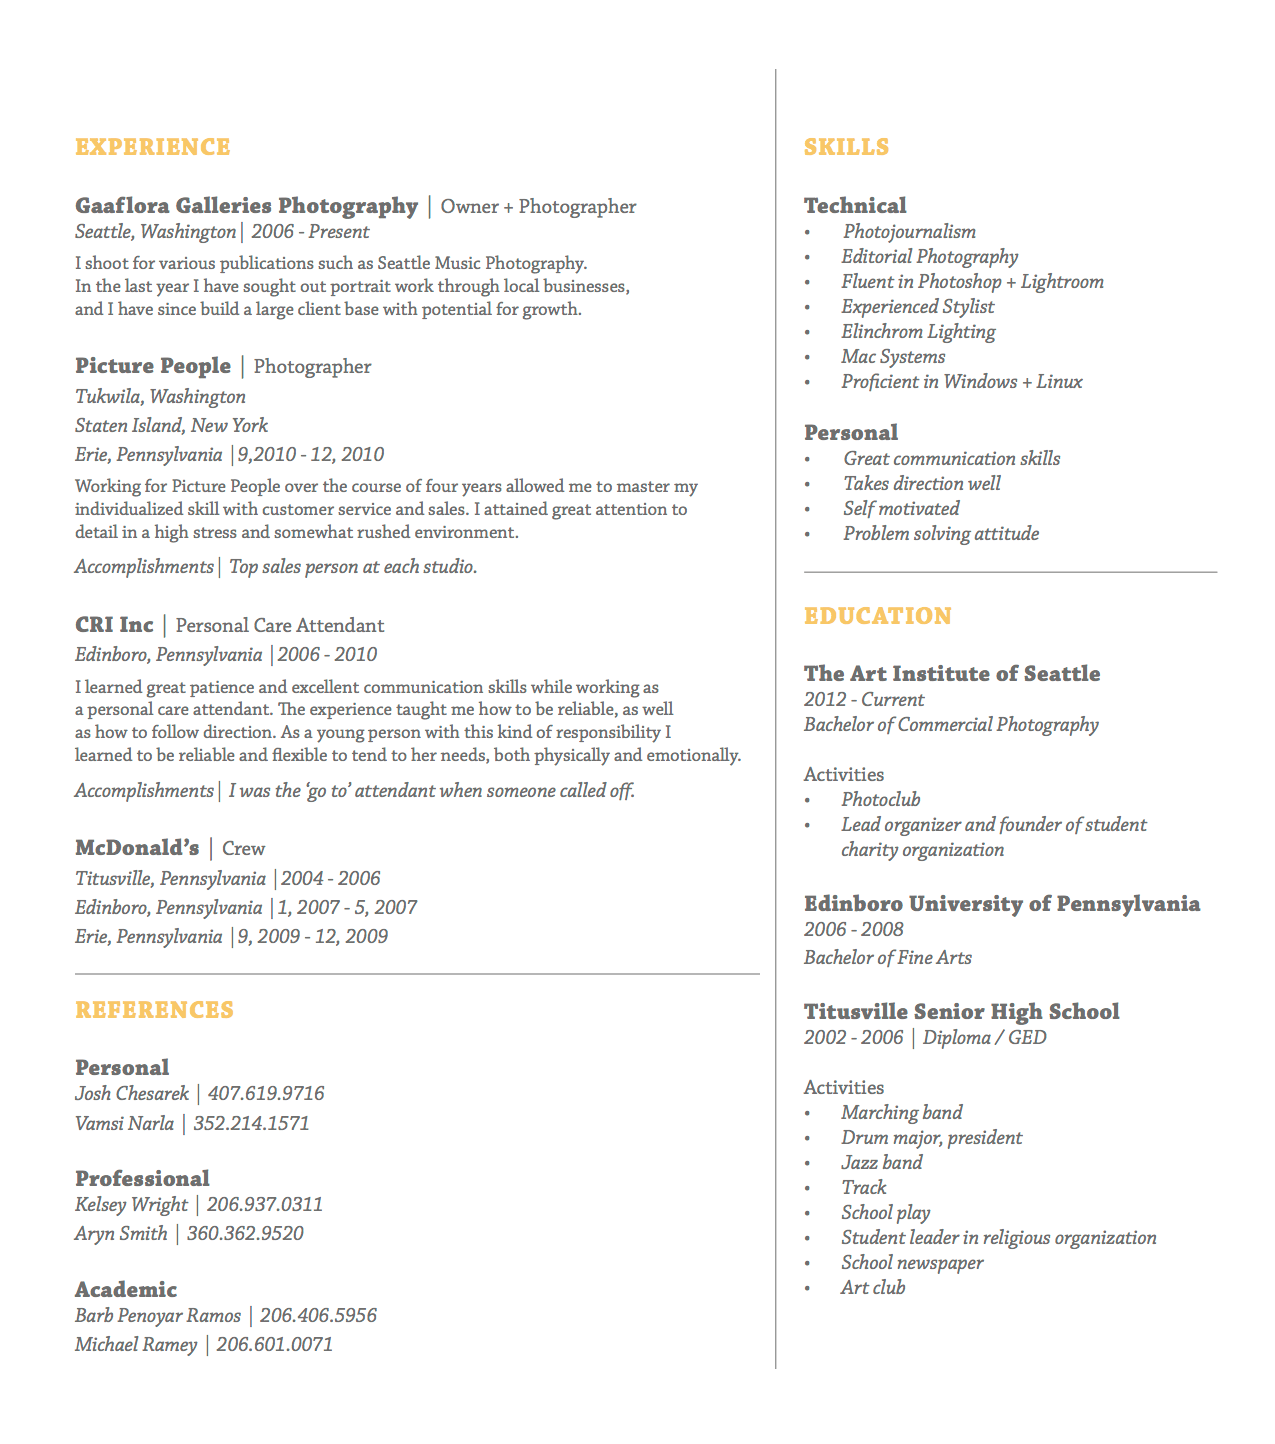 EXPERIENCE
Gaaflora Galleries Photography | Owner + Photographer
Seattle, Washington | 2006 - Present
I shoot for various publications such as Seattle Music Photography.
In the last year I have sought out portrait work through local businesses,
and I have since build a large client base with potential for growth.
Picture People | Photographer
Tukwila, Washington
Staten Island, New York
Erie, Pennsylvania | 9,2010 - 12, 2010
Working for Picture People over the course of four years allowed me to master my
individualized skill with customer service and sales. I attained great attention to
detail in a high stress and somewhat rushed environment.
Accomplishments | Top sales person at each studio.
CRI Inc | Personal Care Attendant
Edinboro, Pennsylvania | 2006 - 2010
I learned great patience and excellent communication skills while working as
a personal care attendant. The experience taught me how to be reliable, as well
as how to follow direction. As a young person with this kind of responsibility I
learned to be reliable and flexible to tend to her needs, both physically and emotionally.
Accomplishments | I was the ‘go to’ attendant when someone called off.
McDonald’s | Crew
Titusville, Pennsylvania | 2004 - 2006
Edinboro, Pennsylvania | 1, 2007 - 5, 2007
Erie, Pennsylvania | 9, 2009 - 12, 2009
REFERENCES
Personal
Josh Chesarek | 407.619.9716
Vamsi Narla | 352.214.1571
Professional
Kelsey Wright | 206.937.0311
Aryn Smith | 360.362.9520
Academic
Barb Penoyar Ramos | 206.406.5956
Michael Ramey | 206.601.0071
SKILLS
Technical
• Photojournalism
• Editorial Photography
• Fluent in Photoshop + Lightroom
• Experienced Stylist
• Elinchrom Lighting
• Mac Systems
• Proficient in Windows + Linux
Personal
• Great communication skills
• Takes direction well
• Self motivated
• Problem solving attitude
EDUCATION
The Art Institute of Seattle
2012 - Current
Bachelor of Commercial Photography
Activities
• Photoclub
• Lead organizer and founder of student
charity organization
Edinboro University of Pennsylvania
2006 - 2008
Bachelor of Fine Arts
Titusville Senior High School
2002 - 2006 | Diploma / GED
Activities
• Marching band
• Drum major, president
• Jazz band
• Track
• School play
• Student leader in religious organization
• School newspaper
• Art club